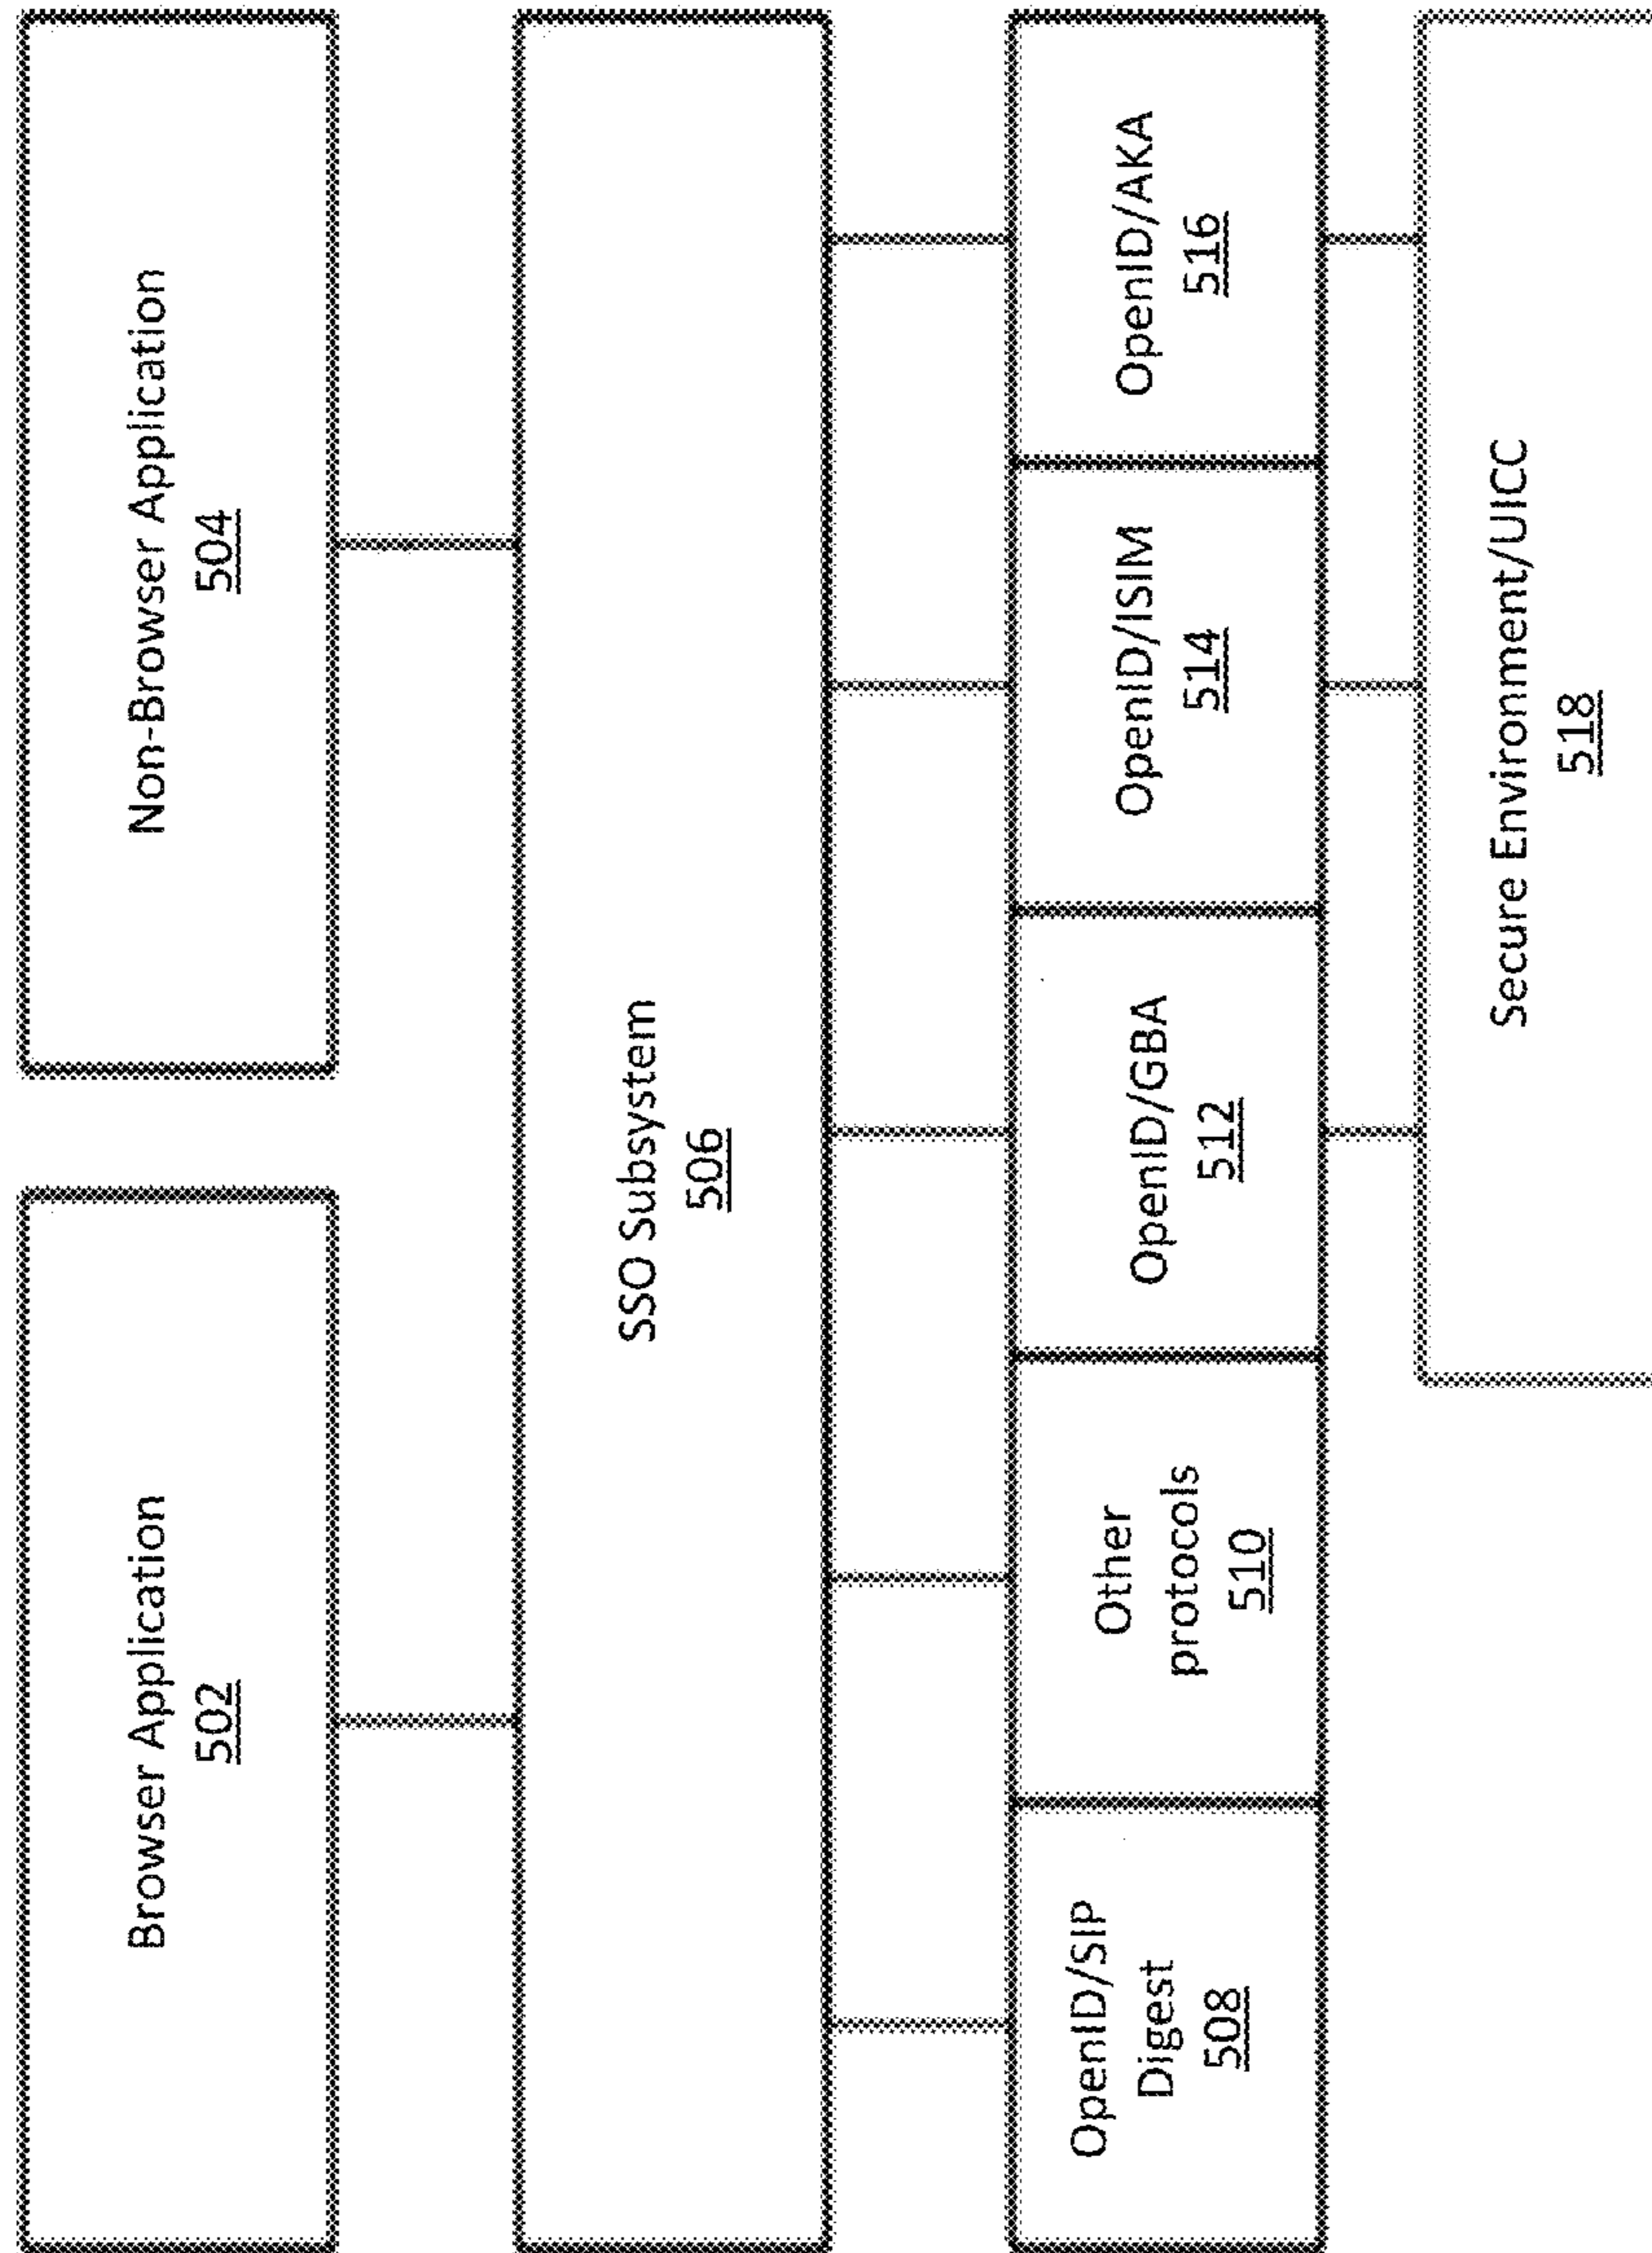 Browser Application
502
Non-Browser Application
504
SSO Subsystem
506
OpenID/SIP
Digest
508
Other
protocols
510
OpenID/GBA
512
OpenID/ISIM
514
OpenID/AKA
516
Secure Environment/UICC
518